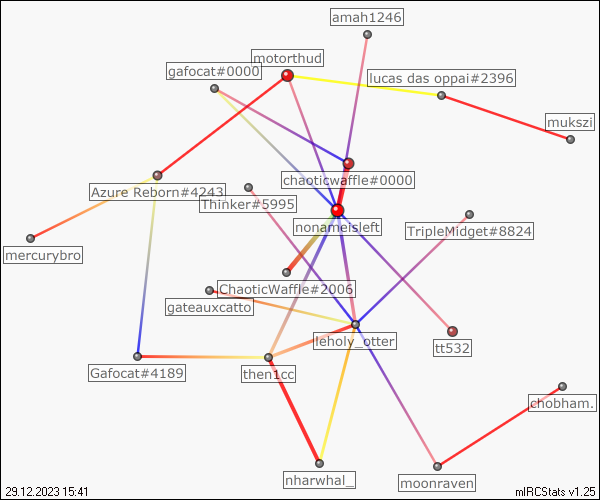 amah1246
motorthud
gafocat#0000
lucas das oppai#2396
mukszi
chaoticwaffle#0000
Azure Reborn#4243
Thinker#5995
nonameisleft
TripleMidget#8824
mercurybro
ChaoticWaffle#2006
gateauxcatto
leholy_otter
tt532
Gafocat#4189
then1cc
chobham.
nharwhal_
moonraven
29.12.2023 15:41
mIRCStats v1.25